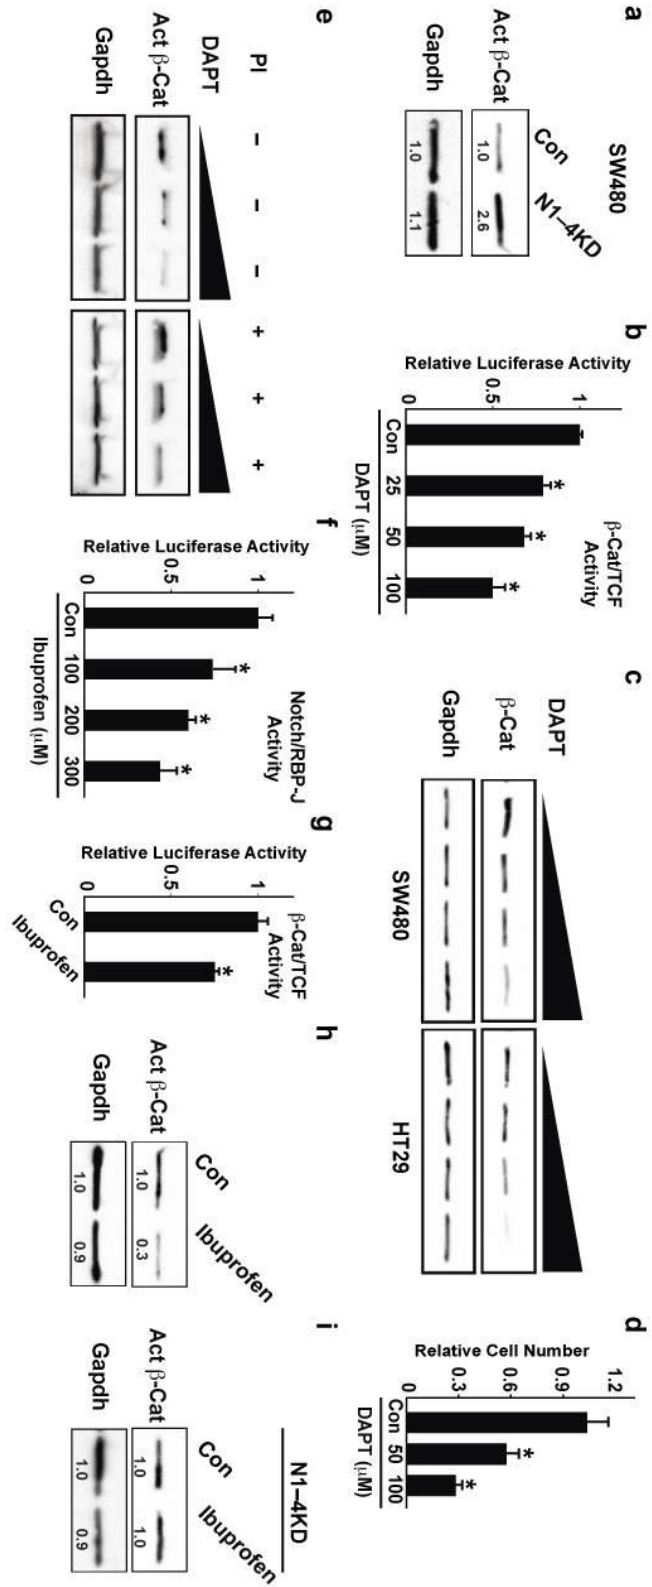 a
SW480
Con N1–4KD
Act β-Cat 1.0 2.6
Gapdh 1.0 1.1
b
β-Cat/TCF
Activity
Relative Luciferase Activity
1
0.5
0
* * *
Con 25 50 100
DAPT (μM)
c
DAPT
β-Cat
Gapdh
SW480 HT29
d
Relative Cell Number
1.2
0.9
0.6
0.3
0
* *
Con 50 100
DAPT (μM)
e
PI – – – + + +
DAPT
Act β-Cat
Gapdh
f
Notch/RBP-J
Activity
Relative Luciferase Activity
1
0.5
0
* * *
Con 100 200 300
Ibuprofen (μM)
g
β-Cat/TCF
Activity
Relative Luciferase Activity
1
0.5
0
*
Con Ibuprofen
h
Con Ibuprofen
Act β-Cat 1.0 0.3
Gapdh 1.0 0.9
i
N1–4KD
Con Ibuprofen
Act β-Cat 1.0 1.0
Gapdh 1.0 0.9